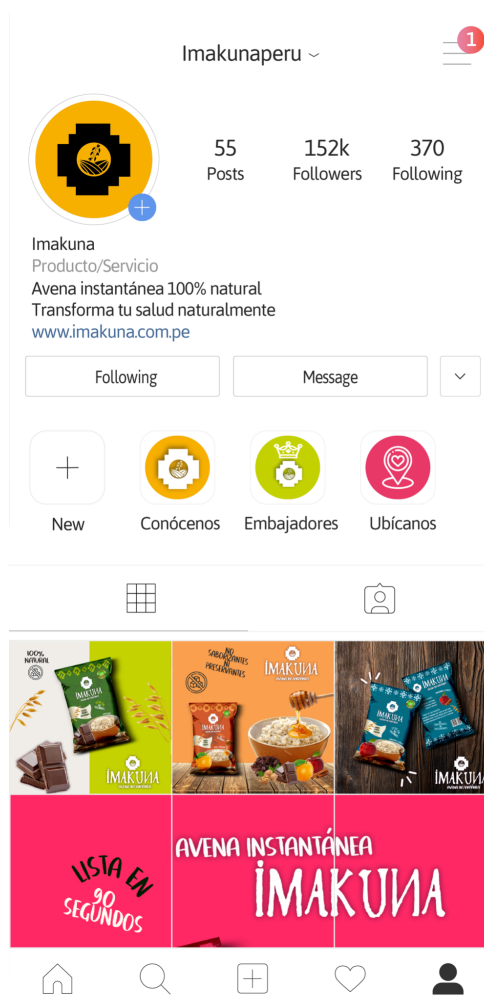 Imakunaperu
1
55
152k
370
Posts
Followers
Following
Imakuna
Producto/Servicio
Avena instantánea 100% natural
Transforma tu salud naturalmente
www.imakuna.com.pe
Following
Message
New
Conócenos
Embajadores
Ubícanos
100%
NATURAL
IMAKUNA
IMAKUNA
NO
SABORIZANTES
NI
PRESERVANTES
IMAKUNA
IMAKUNA
IMAKUNA
IMAKUNA
LISTA EN
90
SEGUNDOS
AVENA INSTANTÁNEA
IMAKUNA